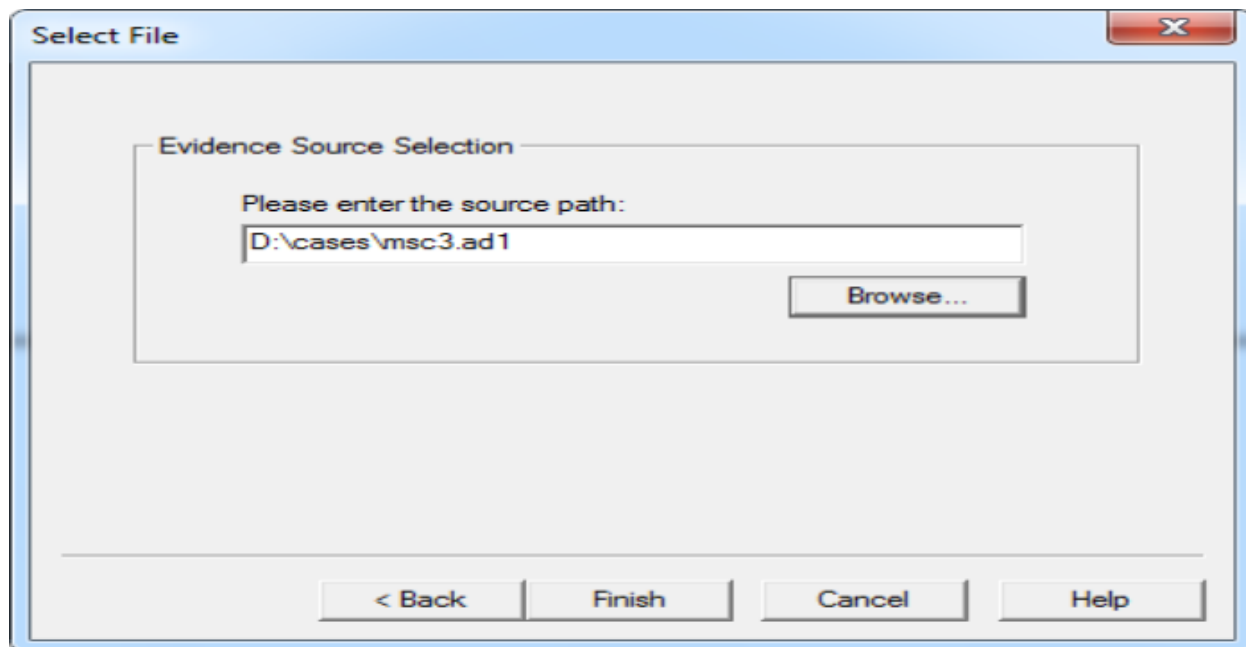 Select File
Evidence Source Selection
Please enter the source path:
D:\cases\msc3.ad1
Browse...
< Back
Finish
Cancel
Help